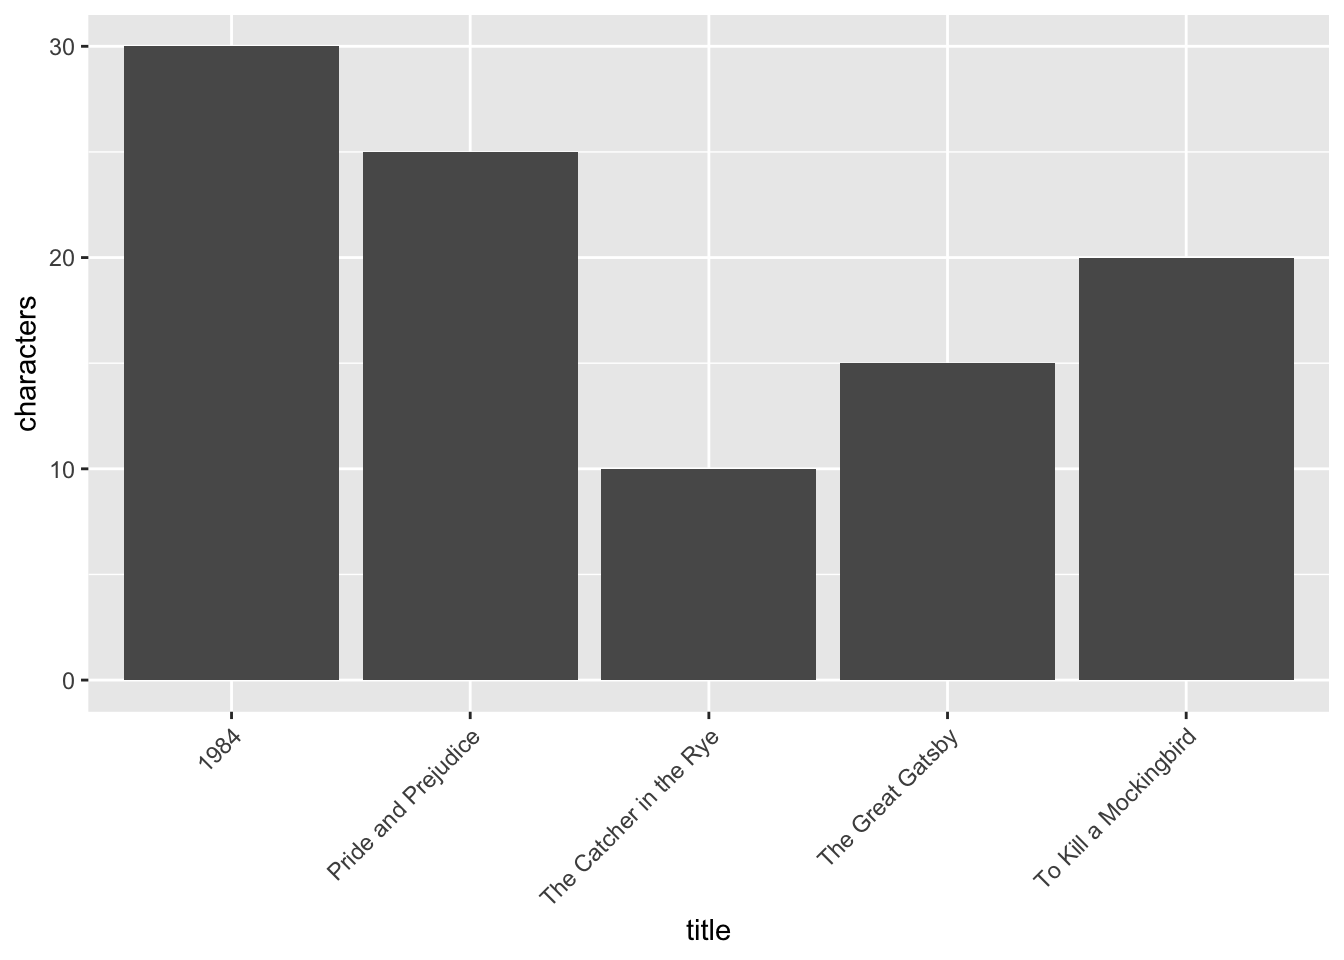 30
20
10
0
characters
1984
Pride and Prejudice
The Catcher in the Rye
The Great Gatsby
To Kill a Mockingbird
title